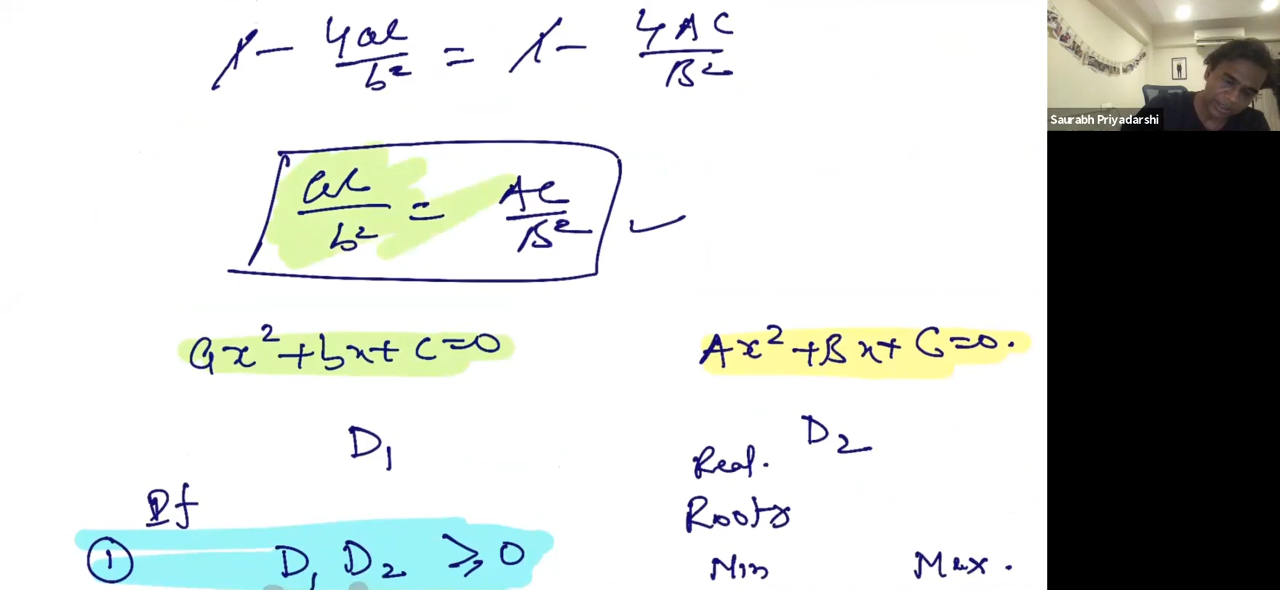 1 - 4ac/b² = 1 - 4AC/B²
Saurabh Priyadarshi
ac/b² = AC/B² ✓
ax²+bx+c=0
Ax²+Bx+C=0.
D₁
D₂
Real.
If
Roots
① D₁ D₂ ≥ 0
Min Max.